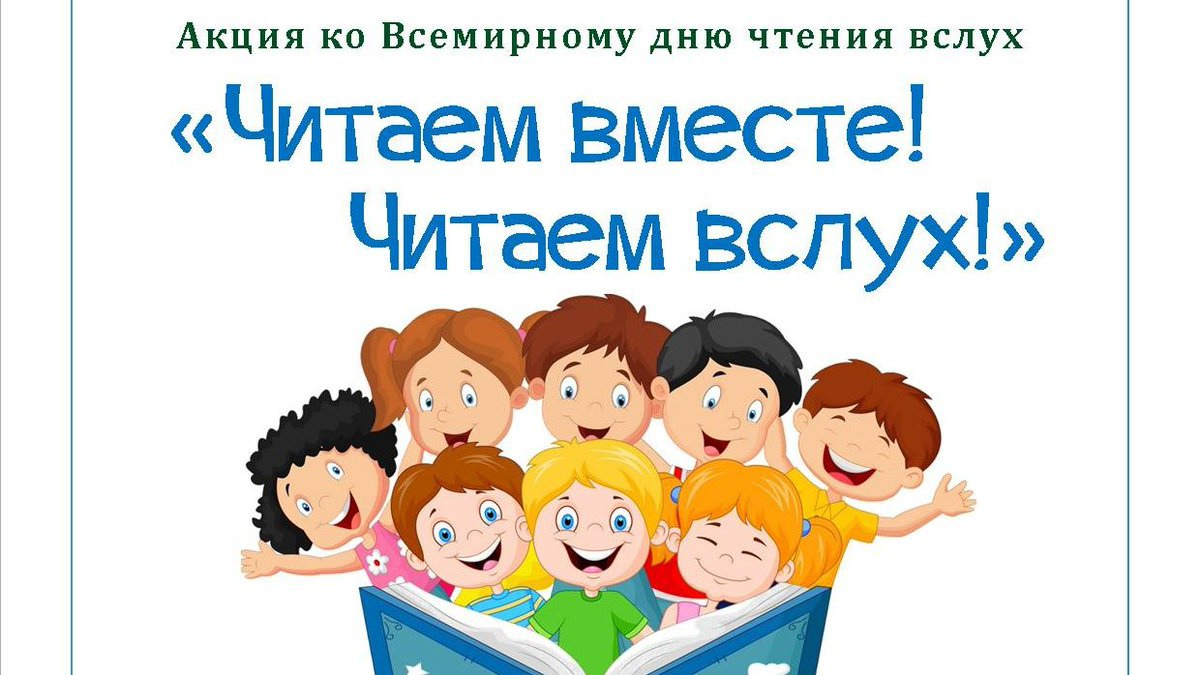 Акция ко Всемирному дню чтения вслух
«Читаем вместе!
Читаем вслух!»